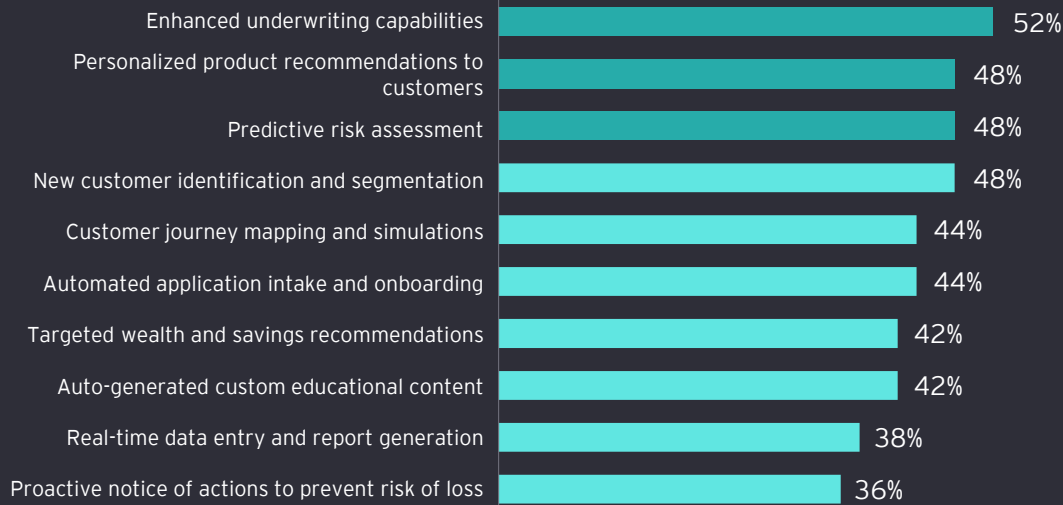 Enhanced underwriting capabilities 52%
Personalized product recommendations to
customers 48%
Predictive risk assessment 48%
New customer identification and segmentation 48%
Customer journey mapping and simulations 44%
Automated application intake and onboarding 44%
Targeted wealth and savings recommendations 42%
Auto-generated custom educational content 42%
Real-time data entry and report generation 38%
Proactive notice of actions to prevent risk of loss 36%